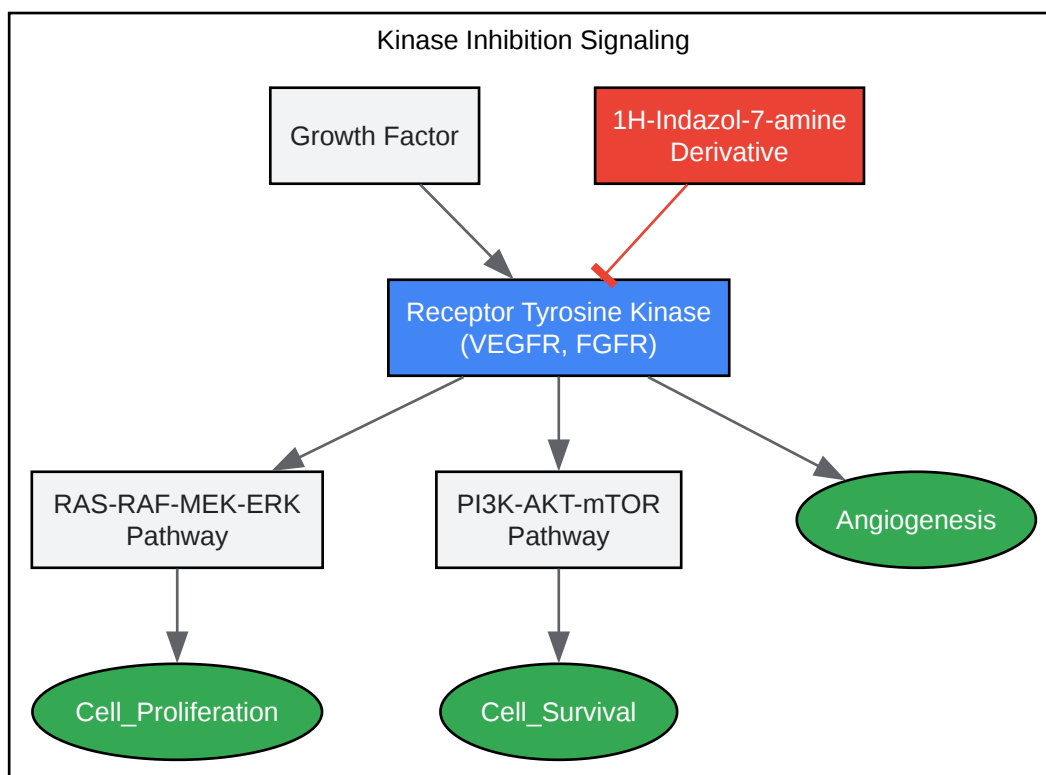 Kinase Inhibition Signaling
Growth Factor
1H-Indazol-7-amine
Derivative
Receptor Tyrosine Kinase
(VEGFR, FGFR)
RAS-RAF-MEK-ERK
Pathway
PI3K-AKT-mTOR
Pathway
Angiogenesis
Cell_Proliferation
Cell_Survival